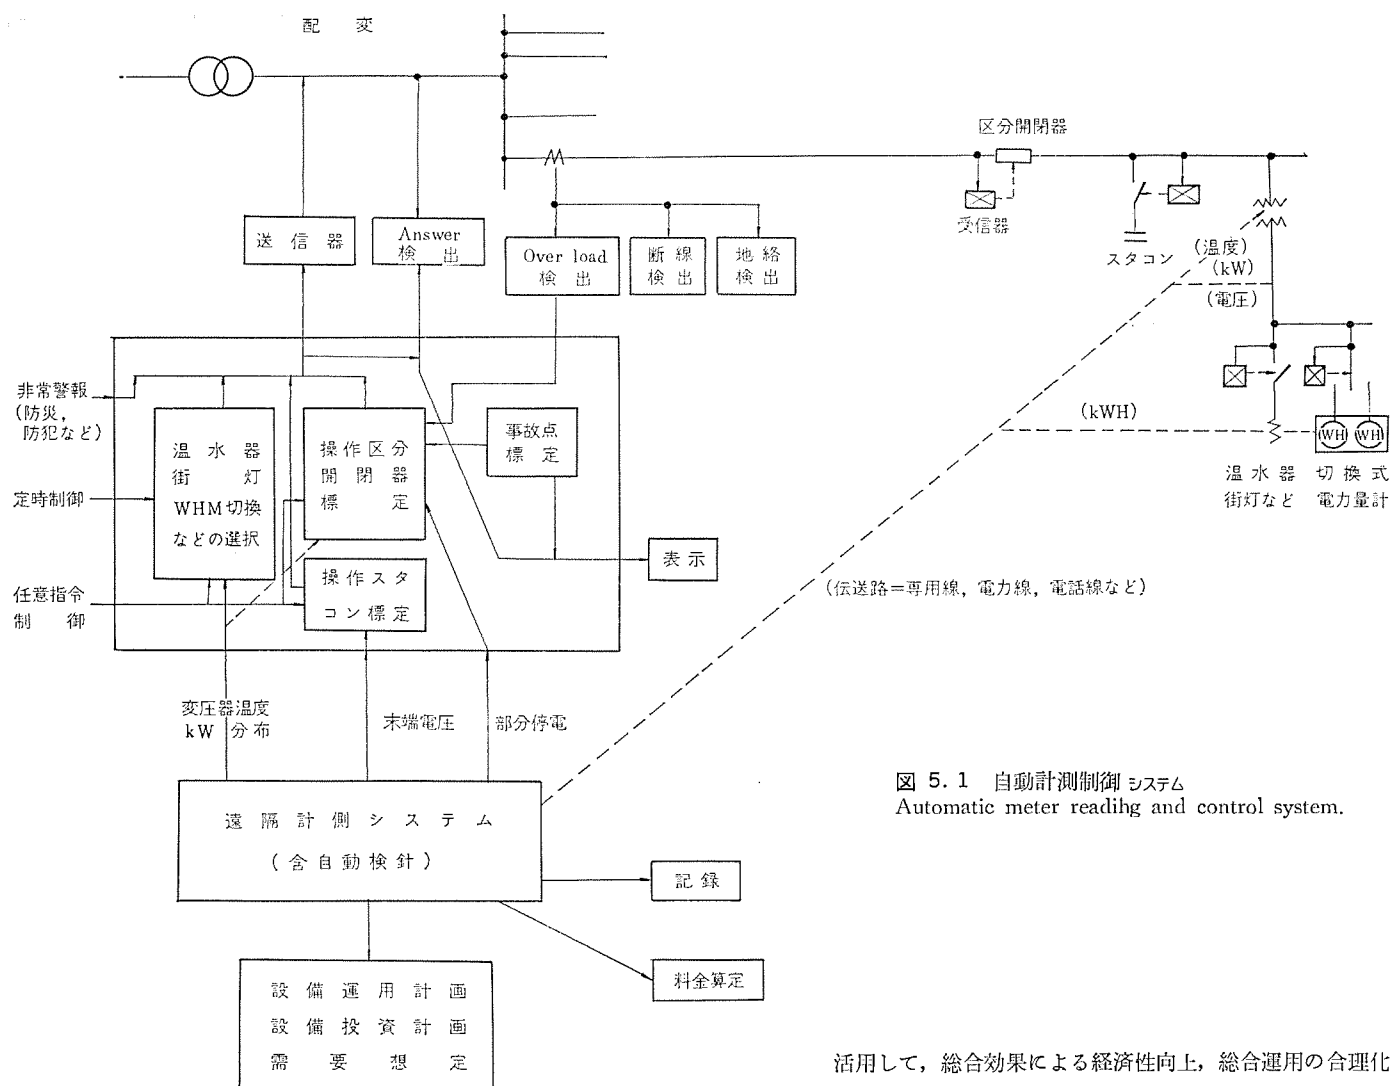 配変
区分開閉器
受信器
スタコン
送信器
Answer
検出
Over load
検出
断線
検出
地絡
検出
(温度)
(kW)
(電圧)
(kWH)
WH WH
温水器
街灯など
切換式
電力量計
非常警報
(防災,
防犯など)
定時制御
任意指令
制御
温水器
街灯
WHM切換
などの選択
操作区分
開閉器
標定
事故点
標定
操作スタ
コン標定
表示
(伝送路=専用線, 電力線, 電話線など)
変圧器温度
kW 分布
末端電圧
部分停電
遠隔計側システム
(含自動検針)
記録
料金算定
設備運用計画
設備投資計画
需要想定
図 5.1 自動計測制御システム
Automatic meter readihg and control system.
活用して，総合効果による経済性向上，総合運用の合理化